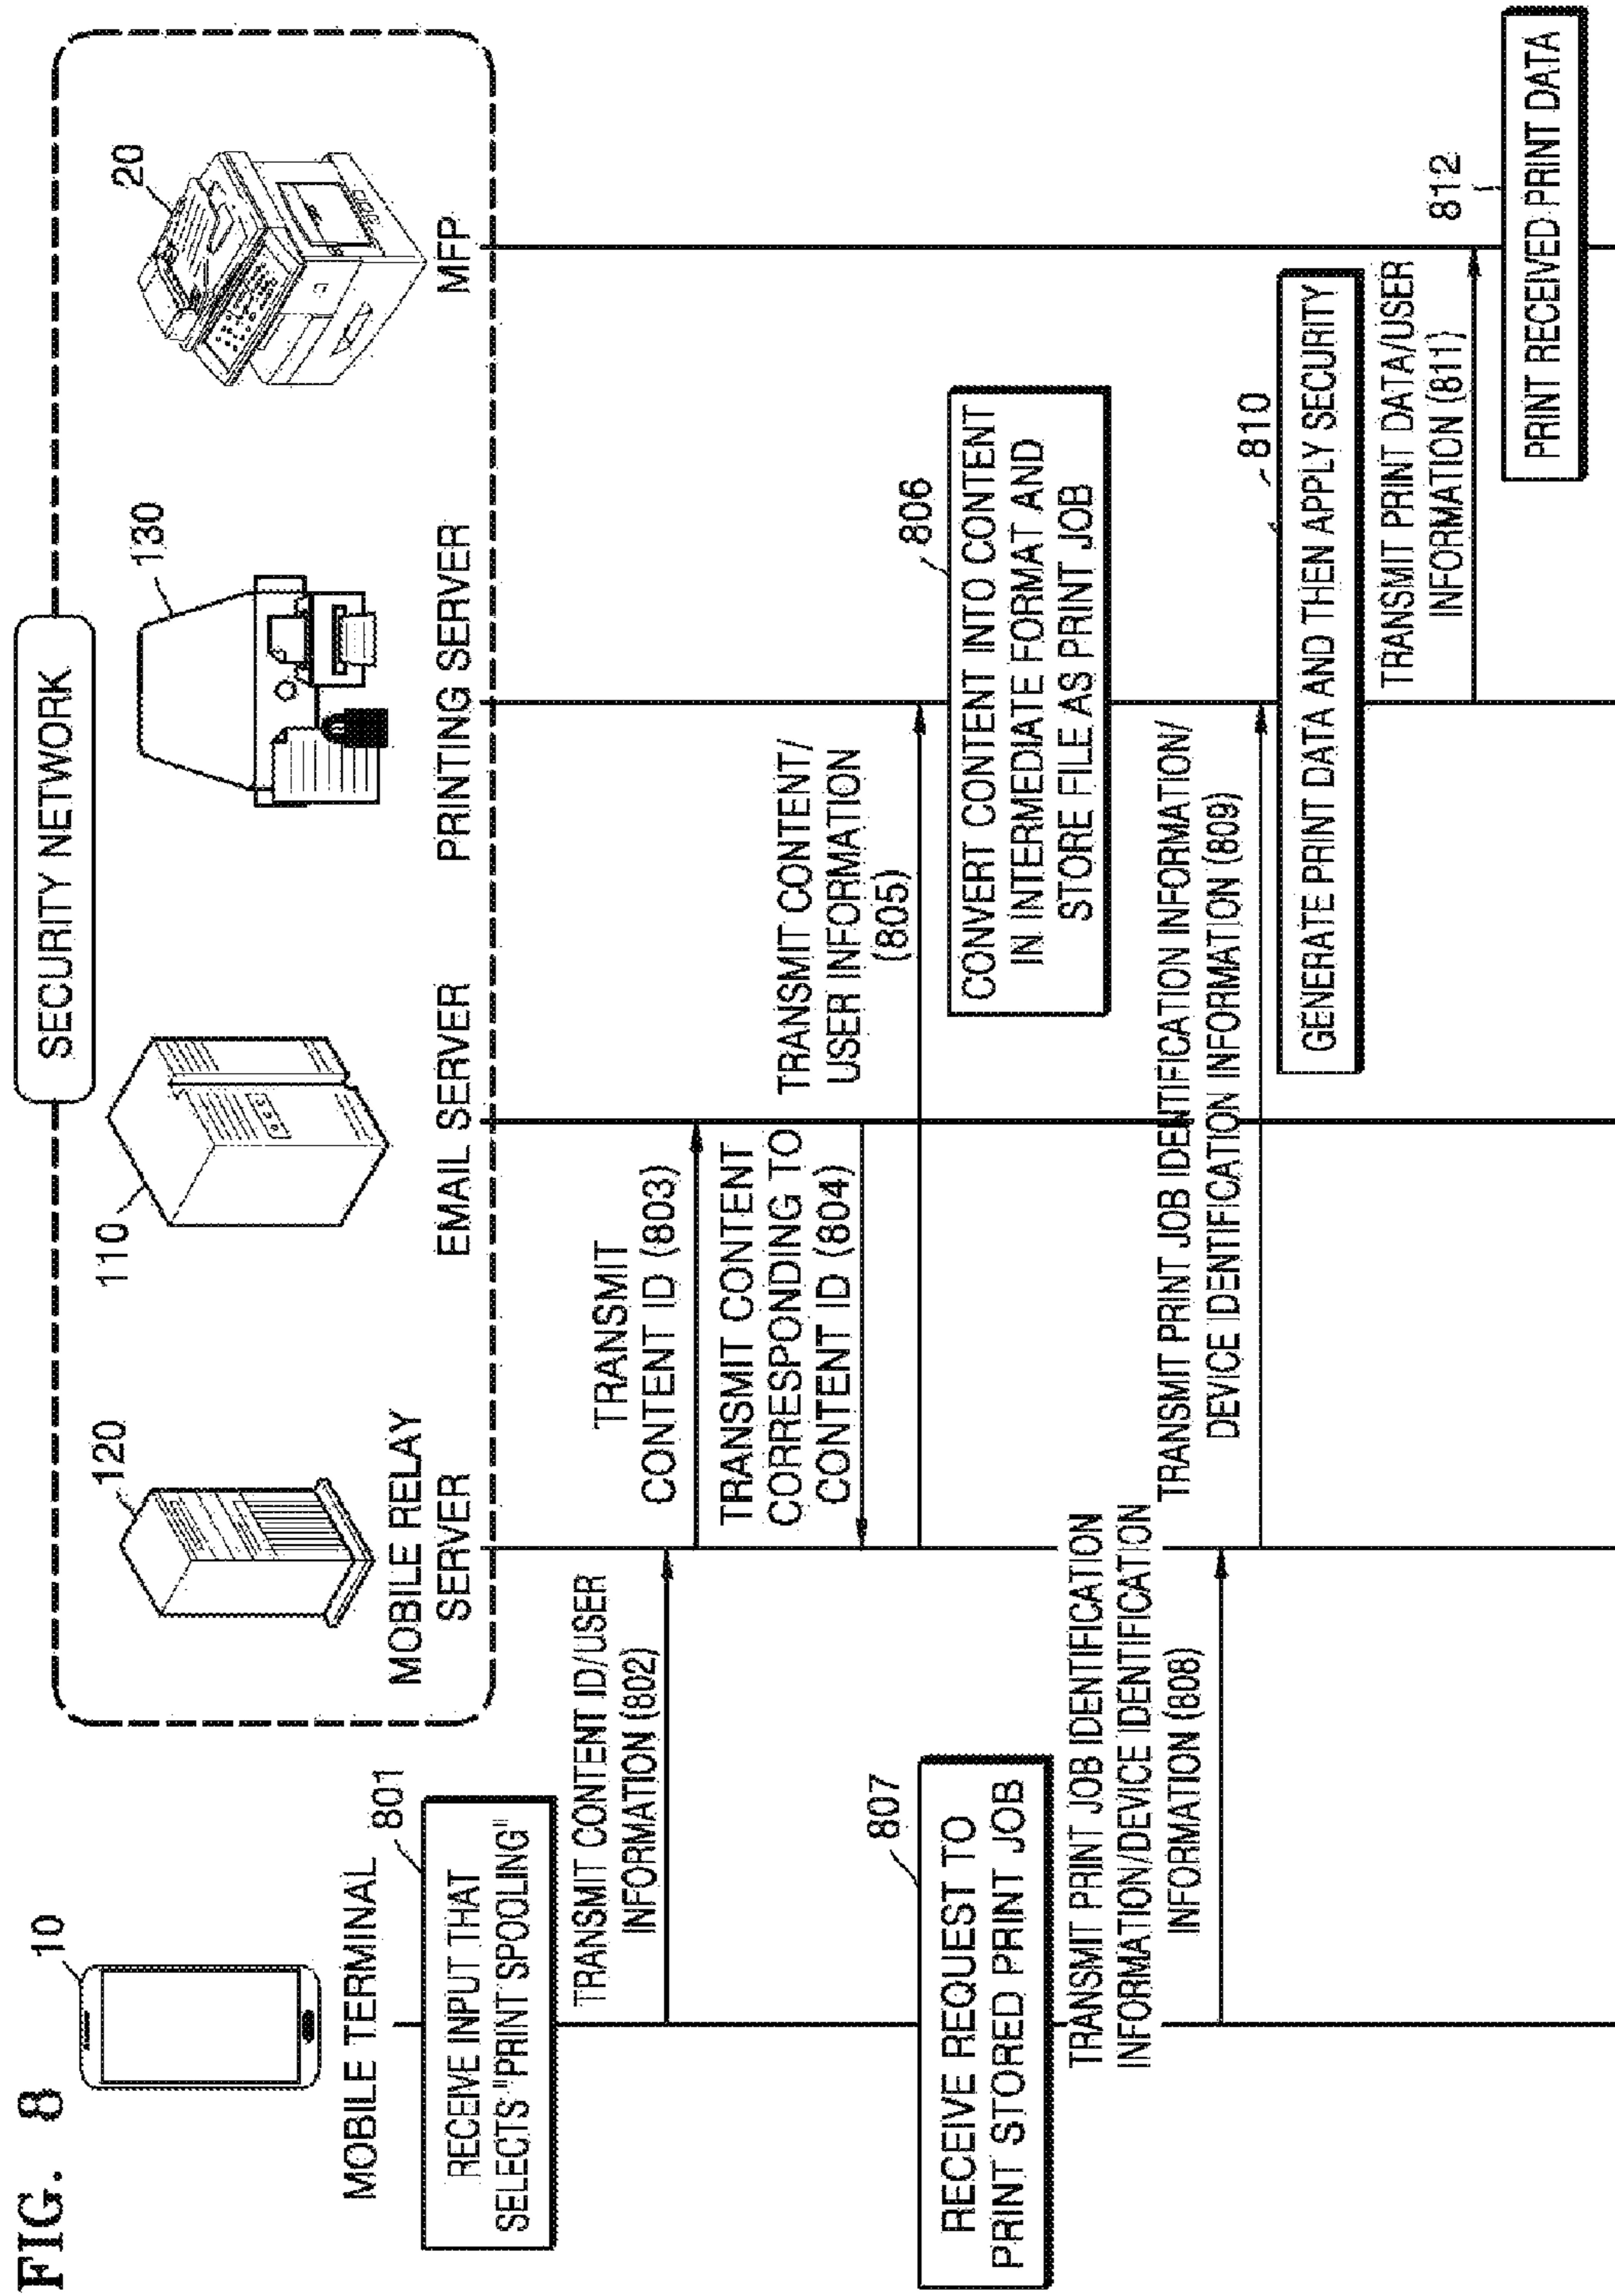 FIG. 8
SECURITY NETWORK
10
120
110
130
20
MOBILE TERMINAL
MOBILE RELAY
SERVER
EMAIL SERVER
PRINTING SERVER
MFP
801
RECEIVE INPUT THAT
SELECTS "PRINT SPOOLING"
TRANSMIT CONTENT ID/USER
INFORMATION (802)
TRANSMIT
CONTENT ID (803)
TRANSMIT CONTENT
CORRESPONDING TO
CONTENT ID (804)
TRANSMIT CONTENT/
USER INFORMATION
(805)
806
CONVERT CONTENT INTO CONTENT
IN INTERMEDIATE FORMAT AND
STORE FILE AS PRINT JOB
807
RECEIVE REQUEST TO
PRINT STORED PRINT JOB
TRANSMIT PRINT JOB IDENTIFICATION
INFORMATION/DEVICE IDENTIFICATION
INFORMATION (808)
TRANSMIT PRINT JOB IDENTIFICATION INFORMATION/
DEVICE IDENTIFICATION INFORMATION (809)
810
GENERATE PRINT DATA AND THEN APPLY SECURITY
TRANSMIT PRINT DATA/USER
INFORMATION (811)
812
PRINT RECEIVED PRINT DATA